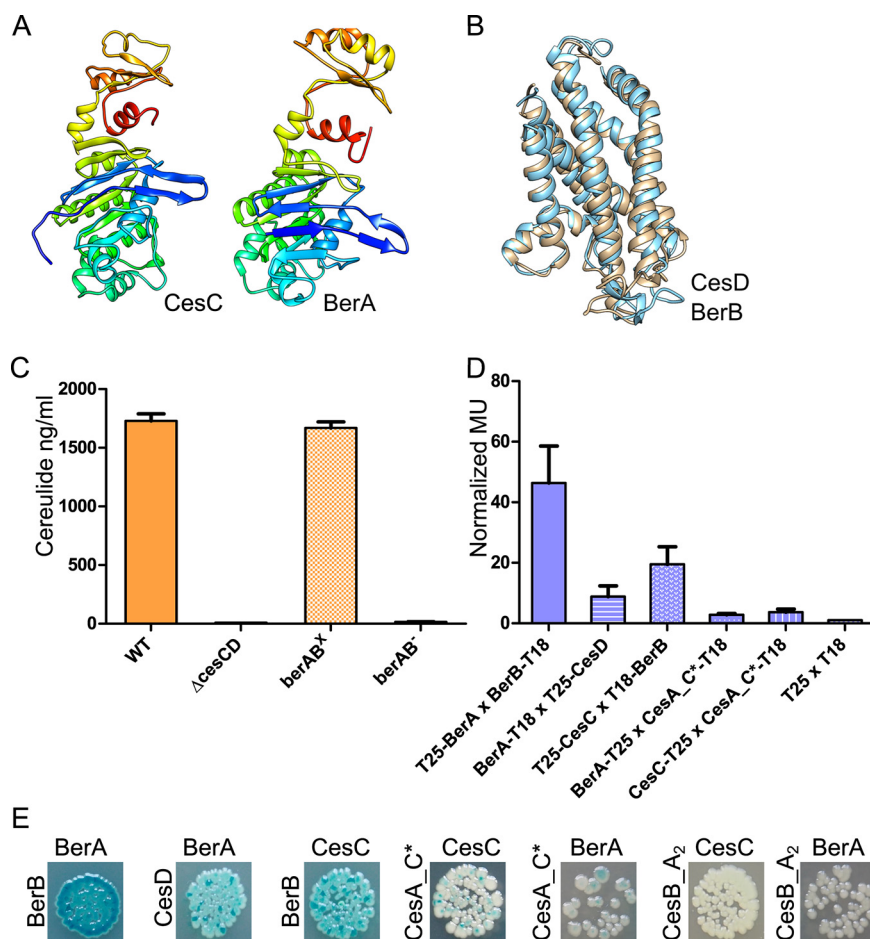 A
CesC
BerA
B
CesD
BerB
C
Cereulide ng/ml
2000
1500
1000
500
0
WT
ΔcesCD
berABˣ
berAB⁻
D
Normalized MU
80
60
40
20
0
T25-BerA x BerB-T18
BerA-T18 x T25-CesD
T25-CesC x T18-BerB
BerA-T25 x CesA_C*-T18
CesC-T25 x CesA_C*-T18
T25 x T18
E
BerA
BerB
BerA
CesD
CesC
BerB
CesC
CesA_C*
BerA
CesA_C*
CesC
CesB_A₂
BerA
CesB_A₂